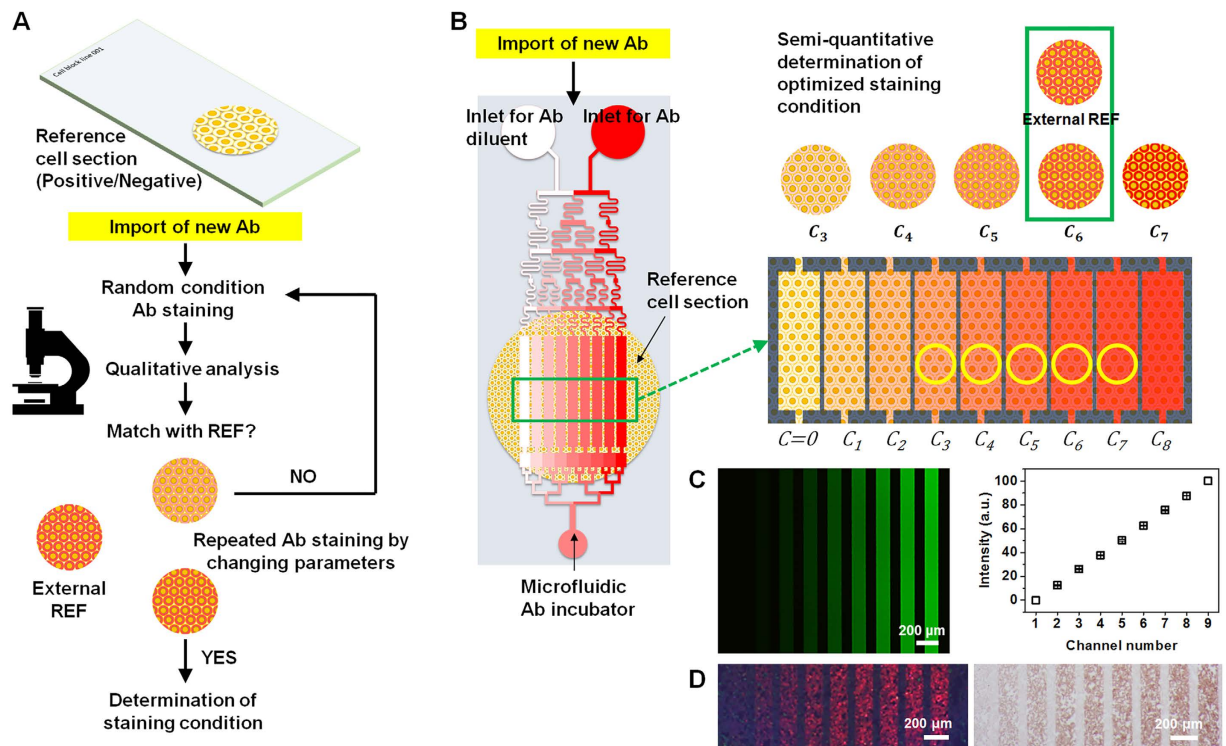 A
Cell block line 001
Reference
cell section
(Positive/Negative)
Import of new Ab
Random condition
Ab staining
Qualitative analysis
Match with REF?
NO
Repeated Ab staining by
changing parameters
External
REF
YES
Determination of
staining condition
B
Import of new Ab
Inlet for Ab
diluent
Inlet for Ab
Reference
cell section
Microfluidic
Ab incubator
Semi-quantitative
determination of
optimized staining
condition
External REF
C₃ C₄ C₅ C₆ C₇
C=0 C₁ C₂ C₃ C₄ C₅ C₆ C₇ C₈
C
200 µm
Intensity (a.u.)
100
80
60
40
20
0
1 2 3 4 5 6 7 8 9
Channel number
D
200 µm
200 µm